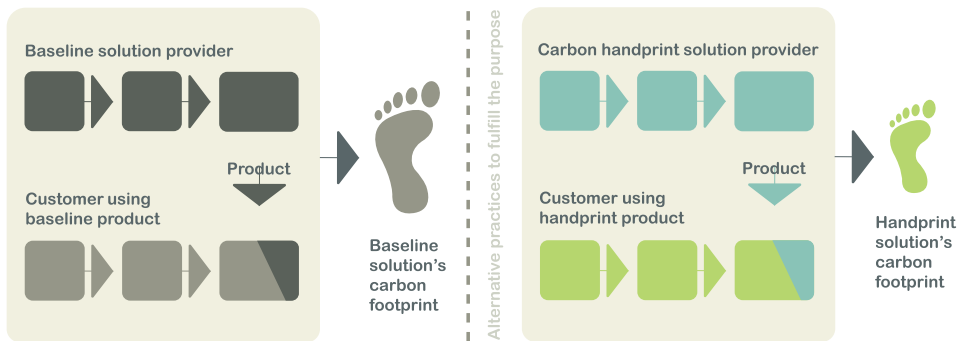 Baseline solution provider
Product
Customer using
baseline product
Baseline
solution's
carbon
footprint
Alternative practices to fulfill the purpose
Carbon handprint solution provider
Product
Customer using
handprint product
Handprint
solution's
carbon
footprint